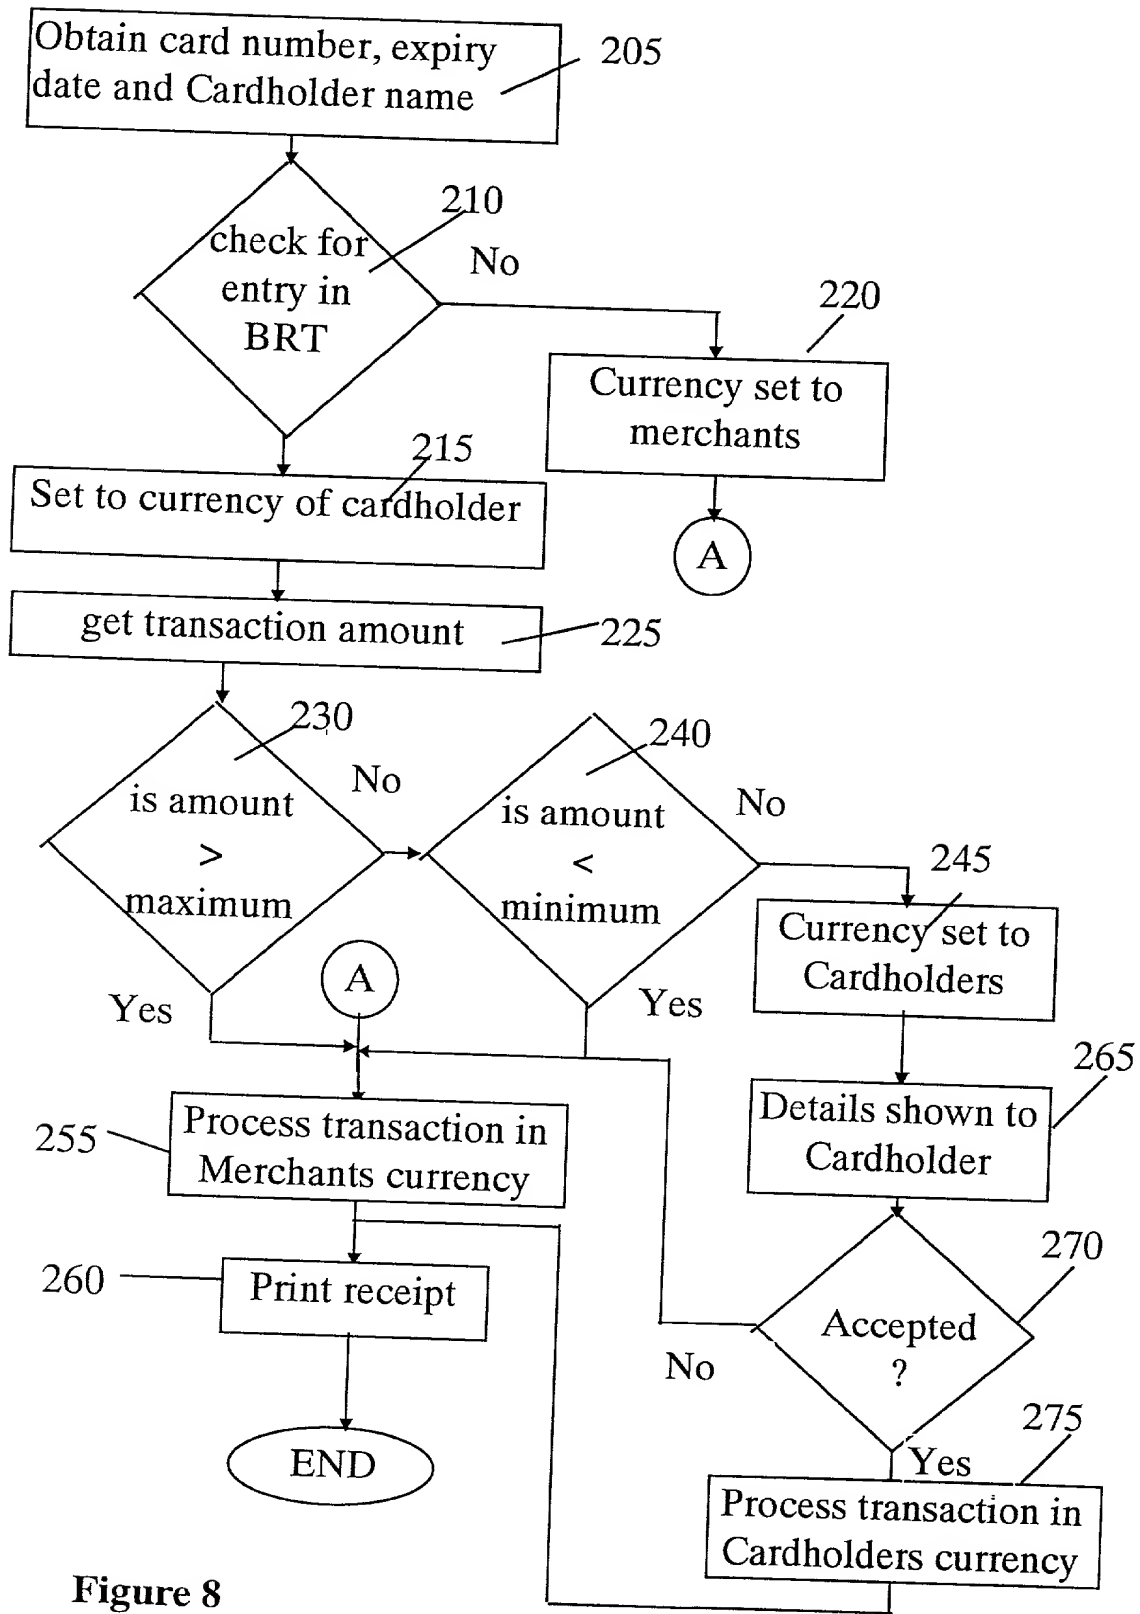 Obtain card number, expiry
date and Cardholder name
205
210
check for
entry in
BRT
No
220
Currency set to
merchants
215
Set to currency of cardholder
A
get transaction amount
225
230
is amount
>
maximum
No
240
is amount
<
minimum
No
245
Currency set to
Cardholders
Yes
A
Yes
265
Details shown to
Cardholder
255
Process transaction in
Merchants currency
270
Accepted
?
260
Print receipt
No
275
END
Yes
Process transaction in
Cardholders currency
Figure 8